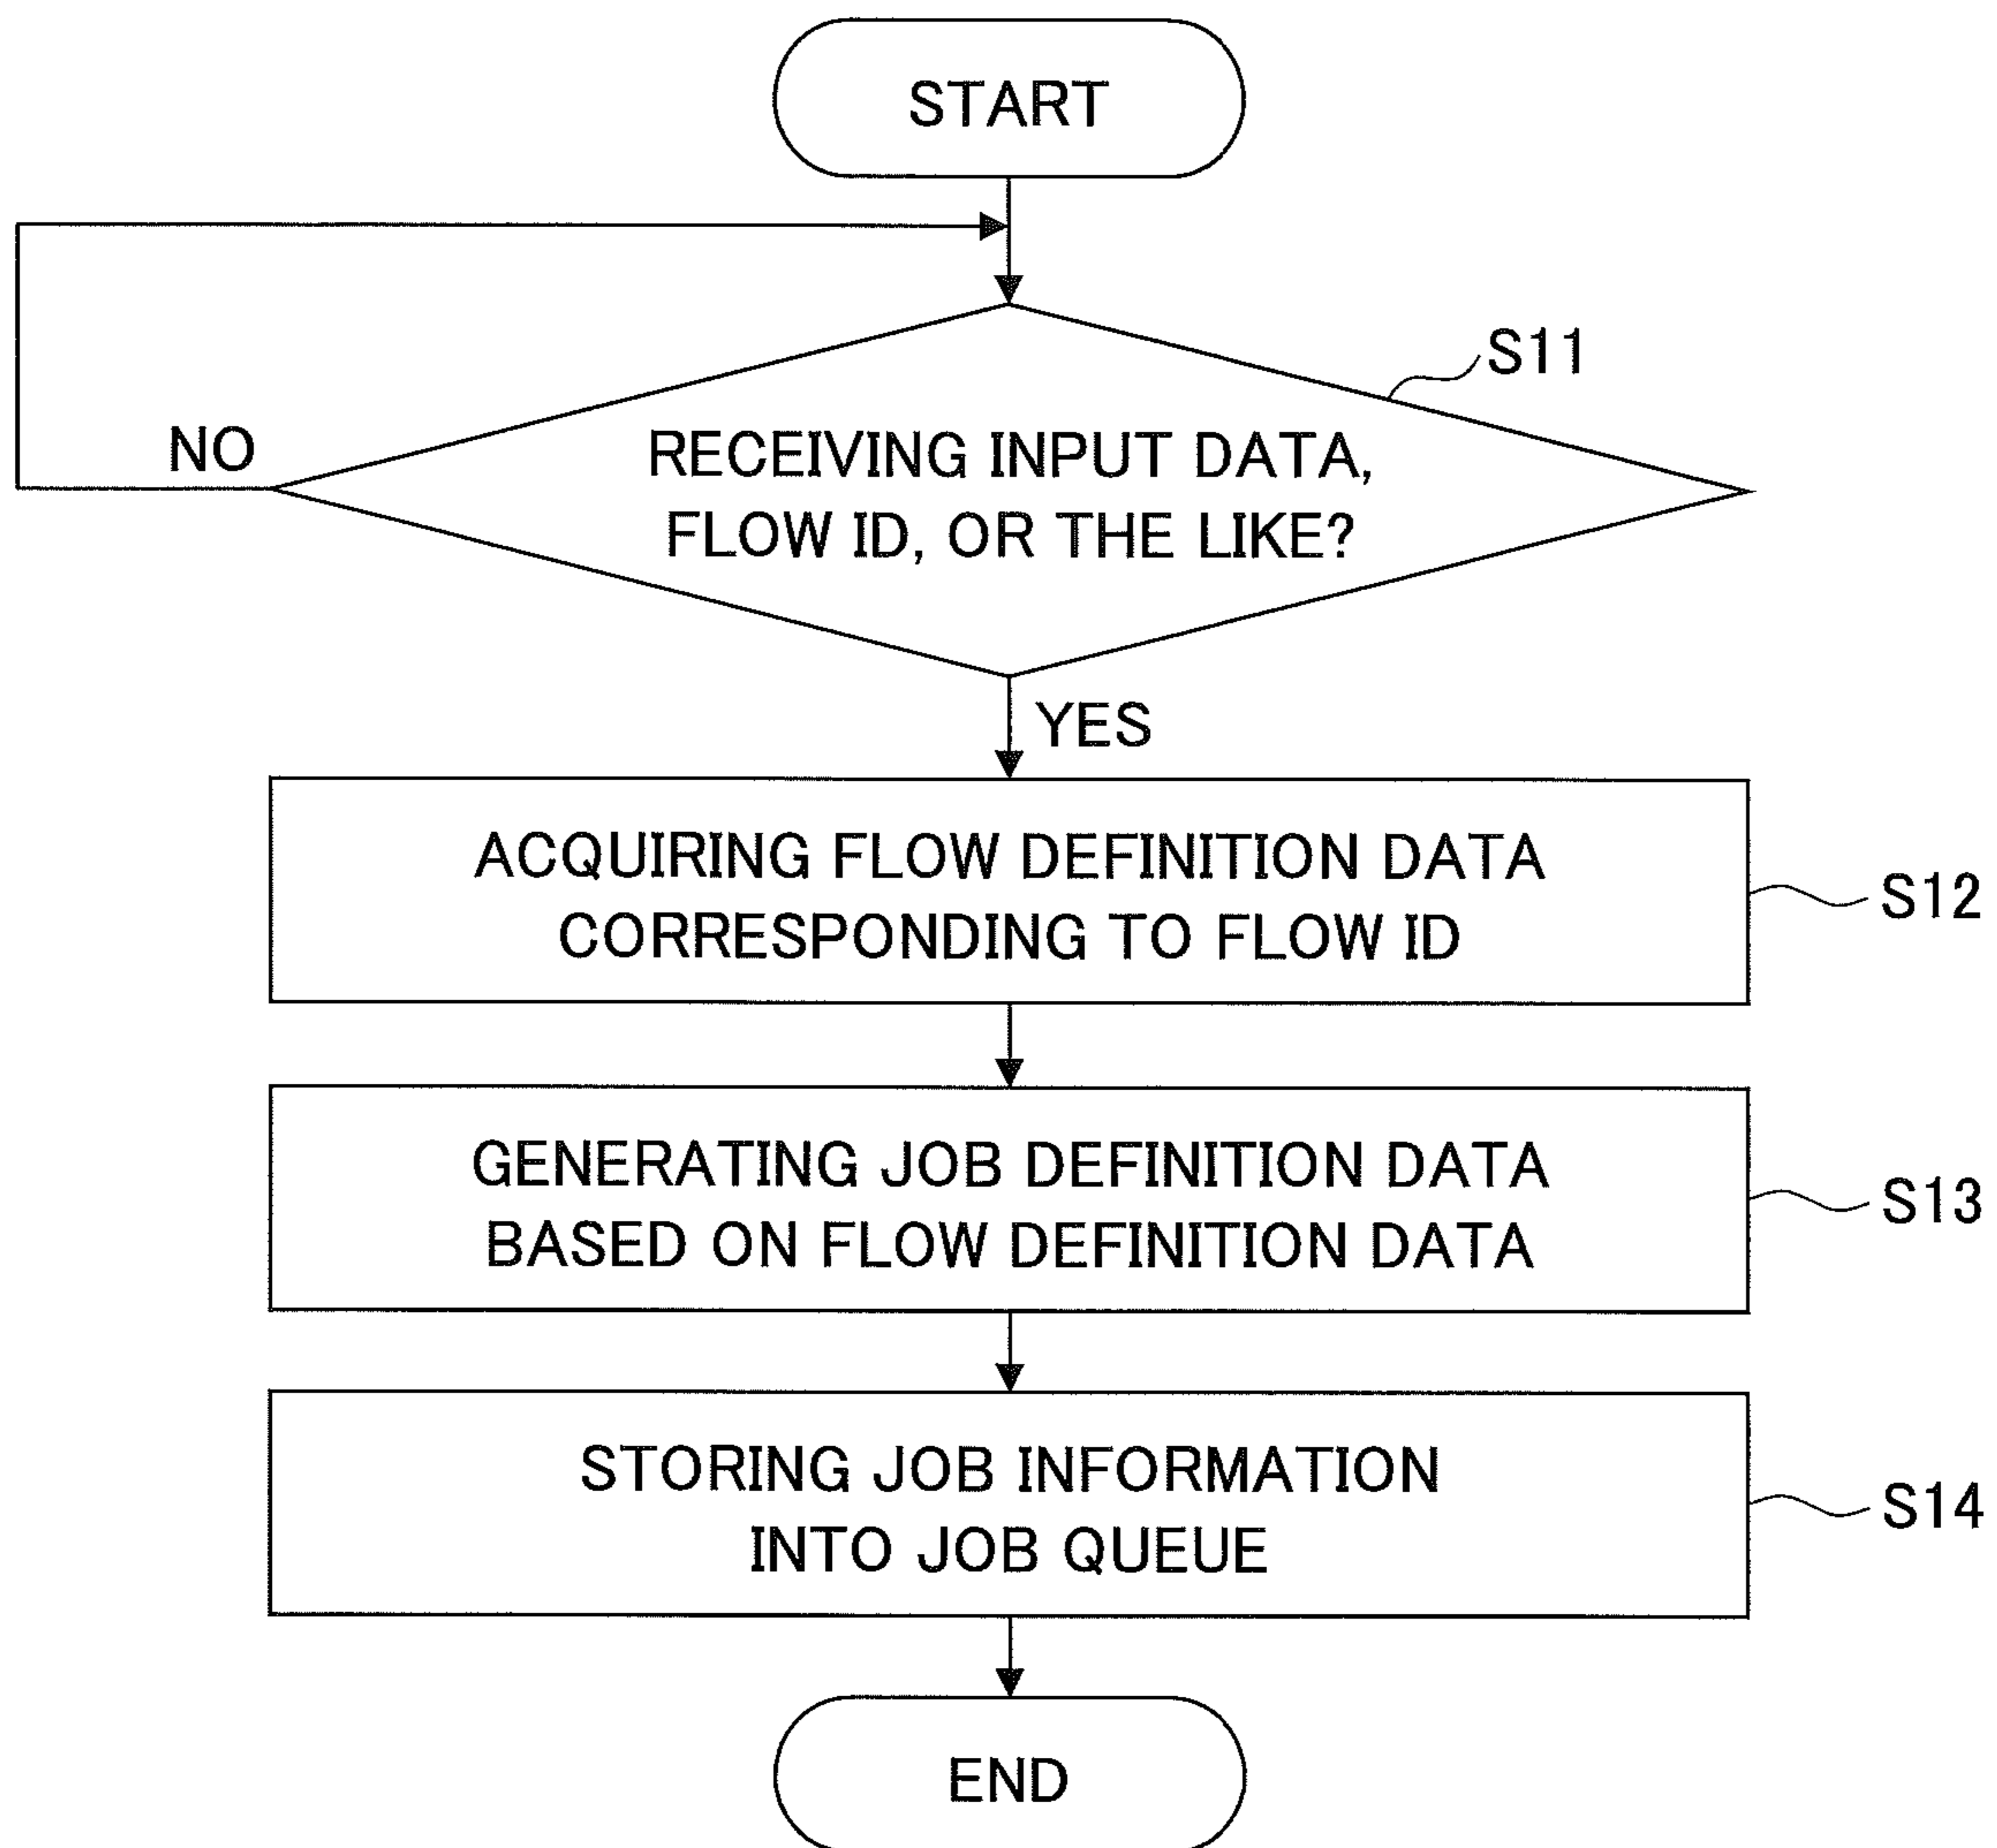 START
S11
NO
RECEIVING INPUT DATA,
FLOW ID, OR THE LIKE?
YES
ACQUIRING FLOW DEFINITION DATA
CORRESPONDING TO FLOW ID
S12
GENERATING JOB DEFINITION DATA
BASED ON FLOW DEFINITION DATA
S13
STORING JOB INFORMATION
INTO JOB QUEUE
S14
END